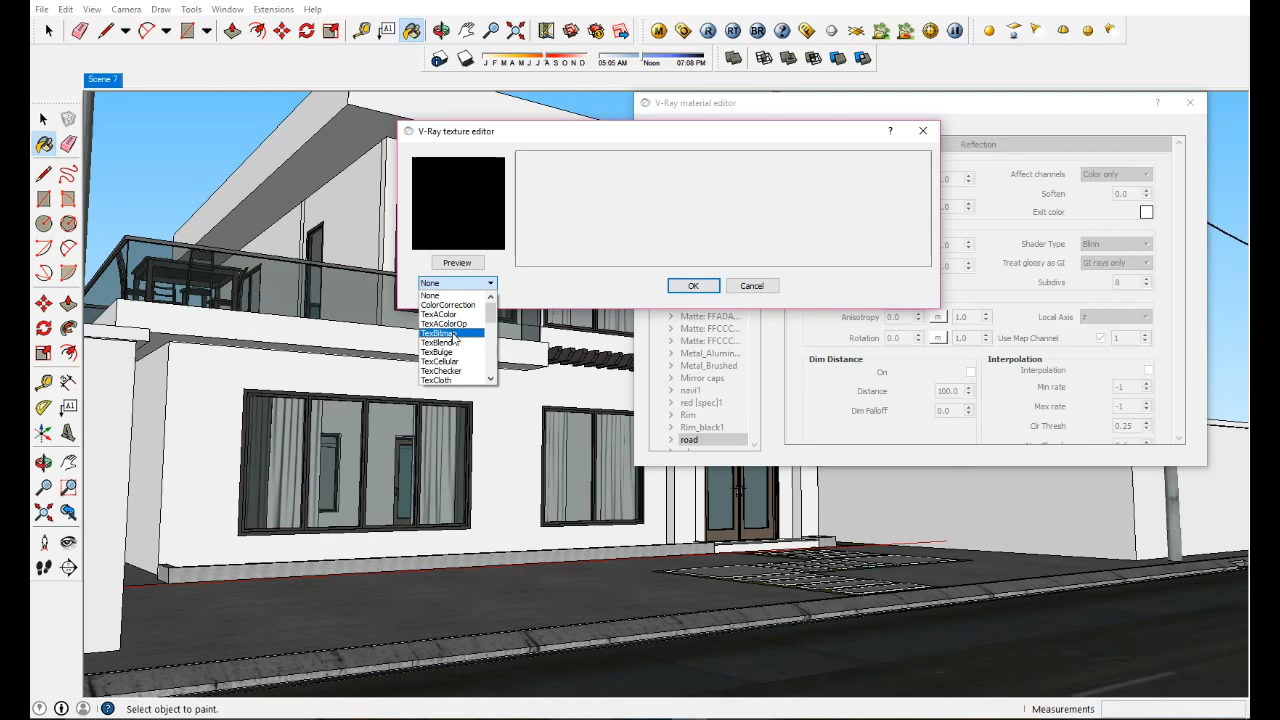 File Edit View Camera Draw Tools Window Extensions Help
J F M A M J J A S O N D 05:05 AM Noon 07:08 PM
Scene 7
V-Ray material editor ?
V-Ray texture editor ?
Reflection
Affect channels Color only
Soften 0.0
Exit color
Preview
Shader Type Blinn
Treat glossy as GI GI rays only
Subdivs 8
None
OK Cancel
None
ColorCorrection
TexAColor
TexAColorOp
TexBitmap
TexBlend
TexBulge
TexCellular
TexChecker
TexCloth
Matte: FFADA...
Matte: FFCCC...
Matte: FFCCC...
Metal_Alumin...
Metal_Brushed
Mirror caps
navi1
red [spec]1
Rim
Rim_black1
road
Anisotropy 0.0 m 1.0 Local Axis z
Rotation 0.0 m 1.0 Use Map Channel 1
Dim Distance Interpolation
Dim On Interpolation
Distance 100.0 Min rate -1
Dim Falloff 0.0 Max rate -1
Clr Thresh 0.25
Select object to paint. Measurements